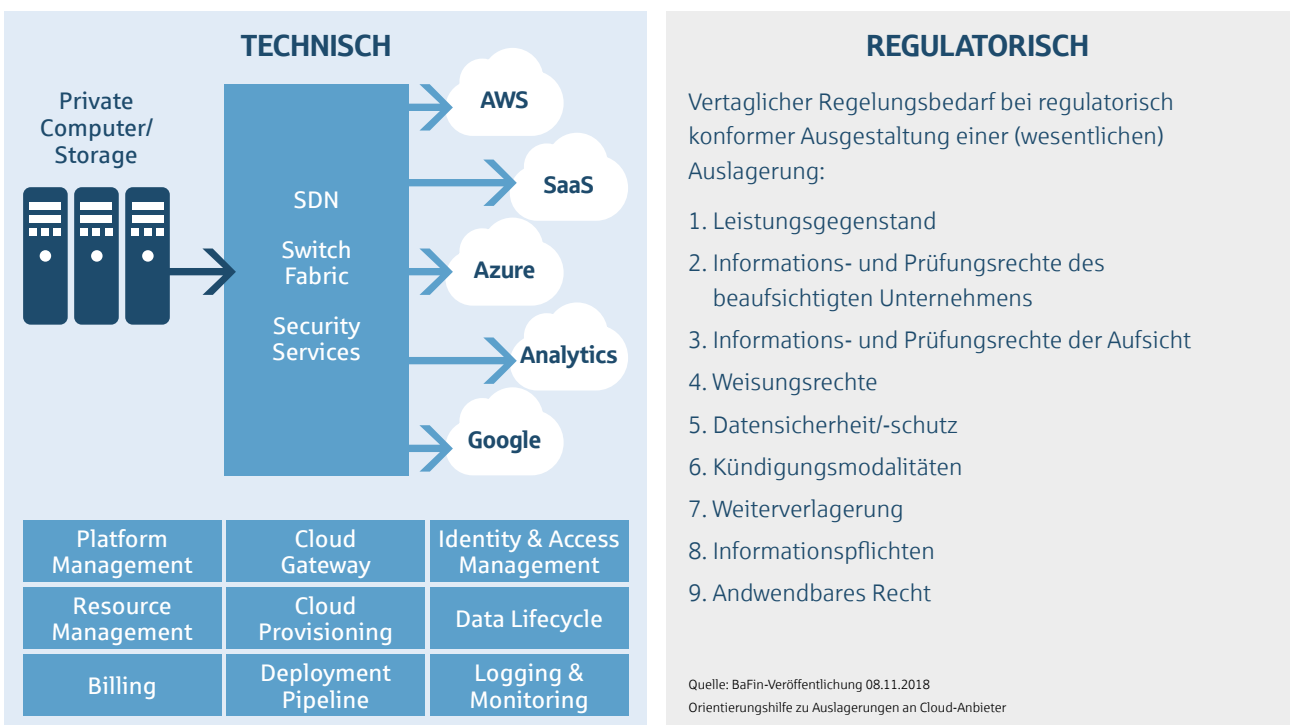 TECHNISCH
Private
Computer/
Storage
SDN
Switch
Fabric
Security
Services
AWS
SaaS
Azure
Analytics
Google
Platform
Management
Cloud
Gateway
Identity & Access
Management
Resource
Management
Cloud
Provisioning
Data Lifecycle
Billing
Deployment
Pipeline
Logging &
Monitoring
REGULATORISCH
Vertaglicher Regelungsbedarf bei regulatorisch
konformer Ausgestaltung einer (wesentlichen)
Auslagerung:
1. Leistungsgegenstand
2. Informations- und Prüfungsrechte des
beaufsichtigten Unternehmens
3. Informations- und Prüfungsrechte der Aufsicht
4. Weisungsrechte
5. Datensicherheit/-schutz
6. Kündigungsmodalitäten
7. Weiterverlagerung
8. Informationspflichten
9. Andwendbares Recht
Quelle: BaFin-Veröffentlichung 08.11.2018
Orientierungshilfe zu Auslagerungen an Cloud-Anbieter